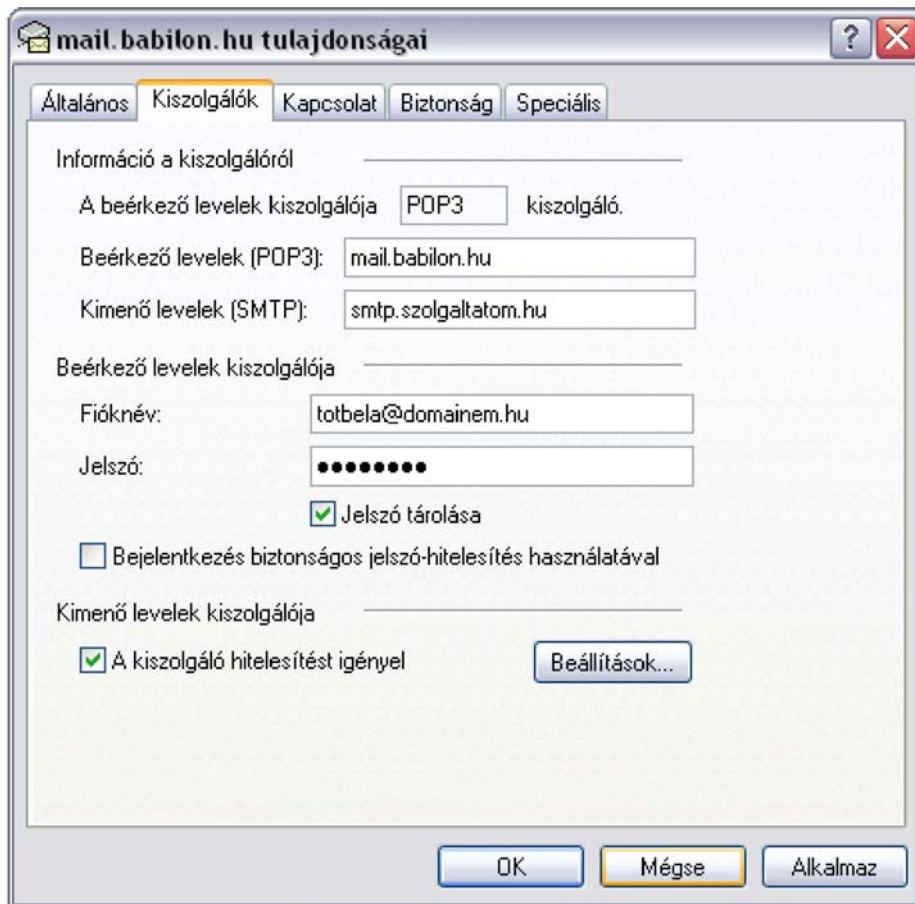 mail.babilon.hu tulajdonságai
Általános Kiszolgálók Kapcsolat Biztonság Speciális
Információ a kiszolgálóról
A beérkező levelek kiszolgálója POP3 kiszolgáló.
Beérkező levelek (POP3): mail.babilon.hu
Kimenő levelek (SMTP): smtp.szolgaltatom.hu
Beérkező levelek kiszolgálója
Fióknév: totbela@domainem.hu
Jelszó: ●●●●●●●●
Jelszó tárolása
Bejelentkezés biztonságos jelszó-hitelesítés használatával
Kimenő levelek kiszolgálója
A kiszolgáló hitelesítést igényel Beállítások...
OK Mégse Alkalmaz